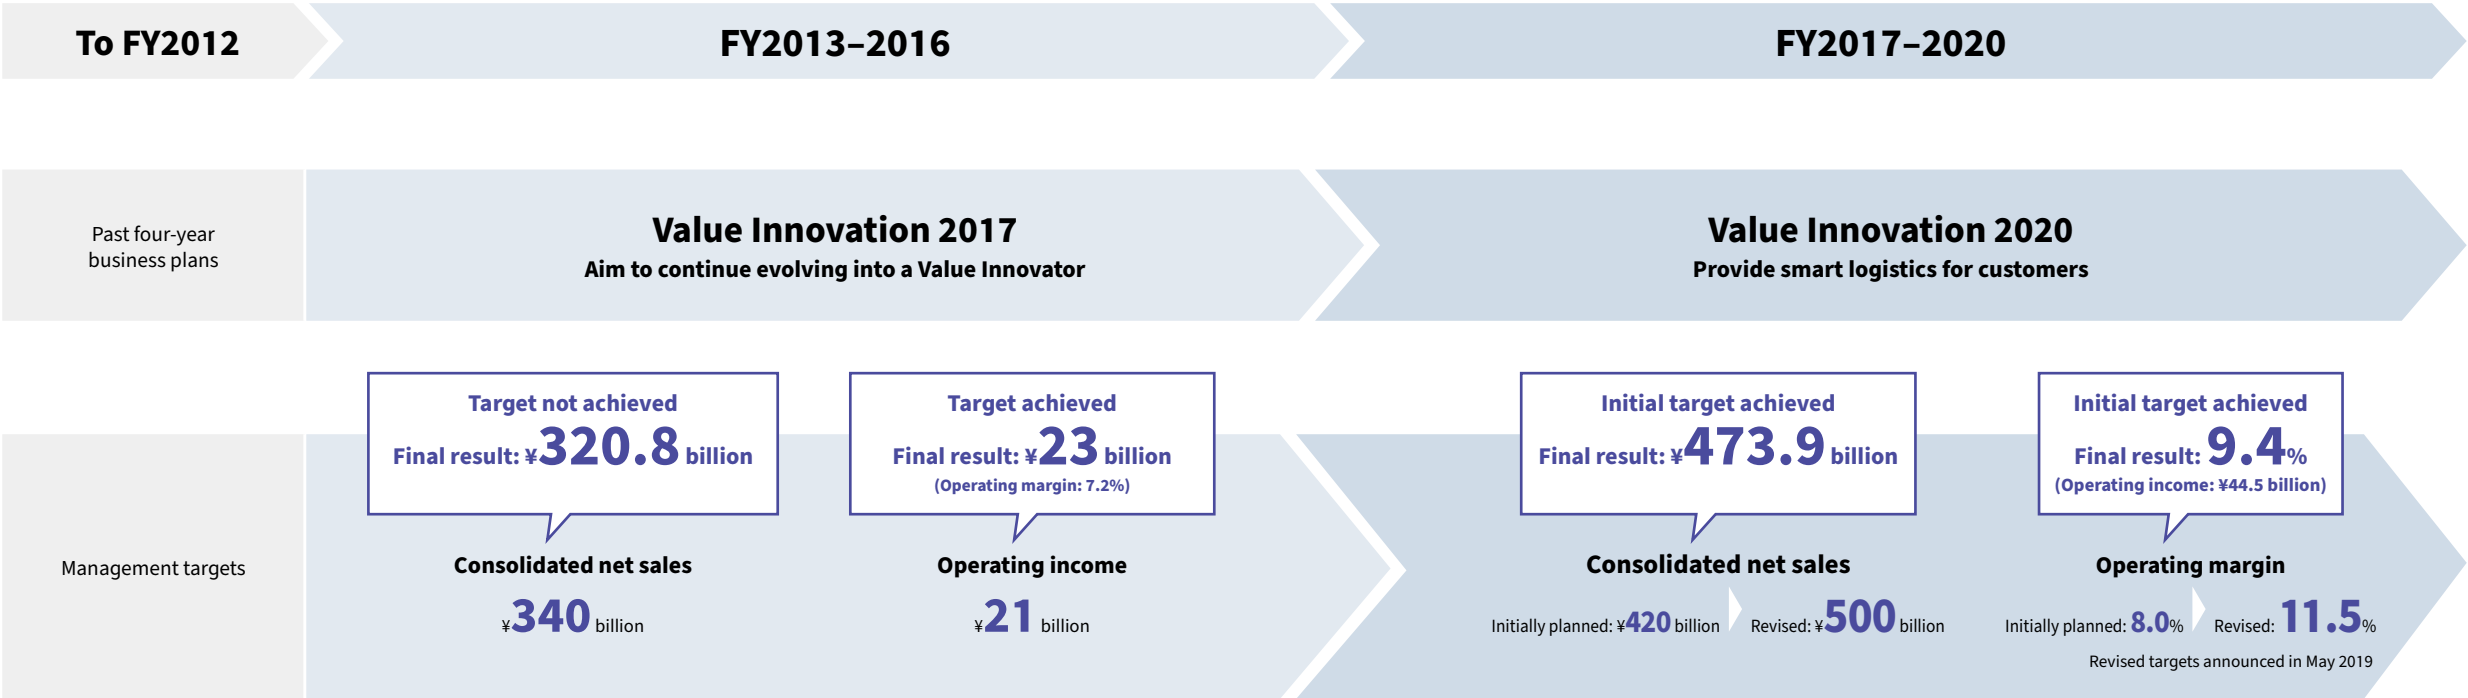 To FY2012
FY2013–2016
FY2017–2020
Past four-year
business plans
Value Innovation 2017
Aim to continue evolving into a Value Innovator
Value Innovation 2020
Provide smart logistics for customers
Management targets
Target not achieved
Final result: ¥320.8 billion
Consolidated net sales
¥340 billion
Target achieved
Final result: ¥23 billion
(Operating margin: 7.2%)
Operating income
¥21 billion
Initial target achieved
Final result: ¥473.9 billion
Consolidated net sales
Initially planned: ¥420 billion
Revised: ¥500 billion
Initial target achieved
Final result: 9.4%
(Operating income: ¥44.5 billion)
Operating margin
Initially planned: 8.0%
Revised: 11.5%
Revised targets announced in May 2019